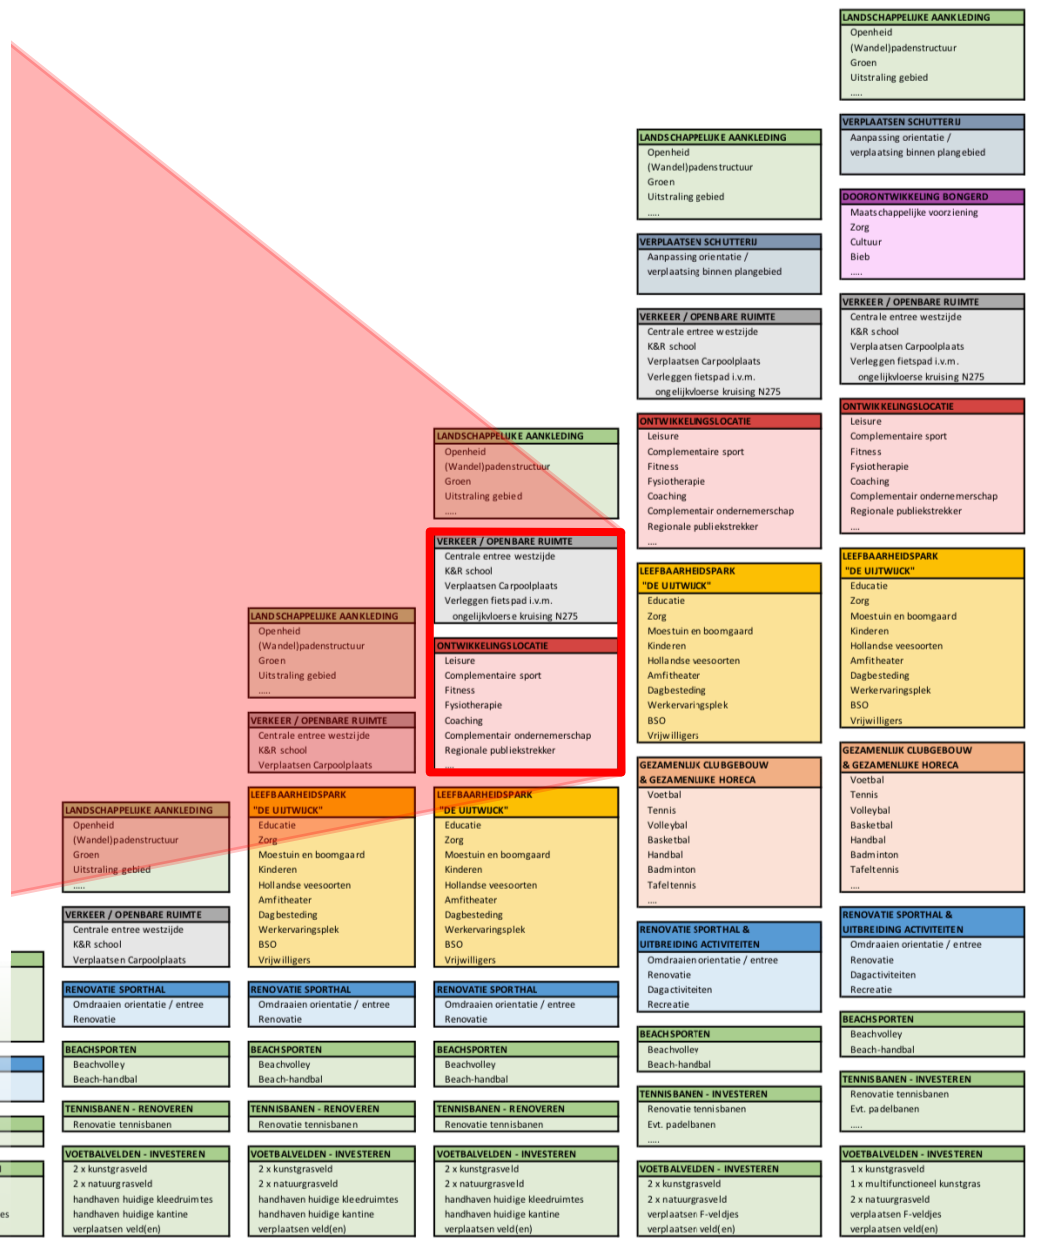 es
LANDSCHAPPELIJKE AANKLEDING
Openheid
(Wandel)padenstructuur
Groen
Uitstraling gebied
.....
VERKEER / OPENBARE RUIMTE
Centrale entree westzijde
K&R school
Verplaatsen Carpoolplaats
RENOVATIE SPORTHAL
Omdraaien orientatie / entree
Renovatie
BEACHSPORTEN
Beachvolley
Beach-handbal
TENNISBANEN - RENOVEREN
Renovatie tennisbanen
VOETBALVELDEN - INVESTEREN
2 x kunstgrasveld
2 x natuurgrasveld
handhaven huidige kleedruimtes
handhaven huidige kantine
verplaatsen veld(en)
LANDSCHAPPELIJKE AANKLEDING
Openheid
(Wandel)padenstructuur
Groen
Uitstraling gebied
.....
VERKEER / OPENBARE RUIMTE
Centrale entree westzijde
K&R school
Verplaatsen Carpoolplaats
LEEFBAARHEIDSPARK
"DE UIJTWIJCK"
Educatie
Zorg
Moestuin en boomgaard
Kinderen
Hollandse veesoorten
Amfitheater
Dagbesteding
Werkervaringsplek
BSO
Vrijwilligers
RENOVATIE SPORTHAL
Omdraaien orientatie / entree
Renovatie
BEACHSPORTEN
Beachvolley
Beach-handbal
TENNISBANEN - RENOVEREN
Renovatie tennisbanen
VOETBALVELDEN - INVESTEREN
2 x kunstgrasveld
2 x natuurgrasveld
handhaven huidige kleedruimtes
handhaven huidige kantine
verplaatsen veld(en)
LANDSCHAPPELIJKE AANKLEDING
Openheid
(Wandel)padenstructuur
Groen
Uitstraling gebied
.....
VERKEER / OPENBARE RUIMTE
Centrale entree westzijde
K&R school
Verplaatsen Carpoolplaats
Verleggen fietspad i.v.m.
ongelijkvloerse kruising N275
ONTWIKKELINGSLOCATIE
Leisure
Complementaire sport
Fitness
Fysiotherapie
Coaching
Complementair ondernemerschap
Regionale publiekstrekker
....
LEEFBAARHEIDSPARK
"DE UIJTWIJCK"
Educatie
Zorg
Moestuin en boomgaard
Kinderen
Hollandse veesoorten
Amfitheater
Dagbesteding
Werkervaringsplek
BSO
Vrijwilligers
RENOVATIE SPORTHAL
Omdraaien orientatie / entree
Renovatie
BEACHSPORTEN
Beachvolley
Beach-handbal
TENNISBANEN - RENOVEREN
Renovatie tennisbanen
VOETBALVELDEN - INVESTEREN
2 x kunstgrasveld
2 x natuurgrasveld
handhaven huidige kleedruimtes
handhaven huidige kantine
verplaatsen veld(en)
LANDSCHAPPELIJKE AANKLEDING
Openheid
(Wandel)padenstructuur
Groen
Uitstraling gebied
.....
VERPLAATSEN SCHUTTERIJ
Aanpassing orientatie /
verplaatsing binnen plangebied
VERKEER / OPENBARE RUIMTE
Centrale entree westzijde
K&R school
Verplaatsen Carpoolplaats
Verleggen fietspad i.v.m.
ongelijkvloerse kruising N275
ONTWIKKELINGSLOCATIE
Leisure
Complementaire sport
Fitness
Fysiotherapie
Coaching
Complementair ondernemerschap
Regionale publiekstrekker
....
LEEFBAARHEIDSPARK
"DE UIJTWIJCK"
Educatie
Zorg
Moestuin en boomgaard
Kinderen
Hollandse veesoorten
Amfitheater
Dagbesteding
Werkervaringsplek
BSO
Vrijwilligers
GEZAMENLIJK CLUBGEBOUW
& GEZAMENLIJKE HORECA
Voetbal
Tennis
Volleybal
Basketbal
Handbal
Badminton
Tafeltennis
....
RENOVATIE SPORTHAL &
UITBREIDING ACTIVITEITEN
Omdraaien orientatie / entree
Renovatie
Dagactiviteiten
Recreatie
BEACHSPORTEN
Beachvolley
Beach-handbal
TENNISBANEN - INVESTEREN
Renovatie tennisbanen
Evt. padelbanen
.....
VOETBALVELDEN - INVESTEREN
2 x kunstgrasveld
2 x natuurgrasveld
verplaatsen F-veldjes
verplaatsen veld(en)
LANDSCHAPPELIJKE AANKLEDING
Openheid
(Wandel)padenstructuur
Groen
Uitstraling gebied
.....
VERPLAATSEN SCHUTTERIJ
Aanpassing orientatie /
verplaatsing binnen plangebied
DOORONTWIKKELING BONGERD
Maatschappelijke voorziening
Zorg
Cultuur
Bieb
.....
VERKEER / OPENBARE RUIMTE
Centrale entree westzijde
K&R school
Verplaatsen Carpoolplaats
Verleggen fietspad i.v.m.
ongelijkvloerse kruising N275
ONTWIKKELINGSLOCATIE
Leisure
Complementaire sport
Fitness
Fysiotherapie
Coaching
Complementair ondernemerschap
Regionale publiekstrekker
....
LEEFBAARHEIDSPARK
"DE UIJTWIJCK"
Educatie
Zorg
Moestuin en boomgaard
Kinderen
Hollandse veesoorten
Amfitheater
Dagbesteding
Werkervaringsplek
BSO
Vrijwilligers
GEZAMENLIJK CLUBGEBOUW
& GEZAMENLIJKE HORECA
Voetbal
Tennis
Volleybal
Basketbal
Handbal
Badminton
Tafeltennis
....
RENOVATIE SPORTHAL &
UITBREIDING ACTIVITEITEN
Omdraaien orientatie / entree
Renovatie
Dagactiviteiten
Recreatie
BEACHSPORTEN
Beachvolley
Beach-handbal
TENNISBANEN - INVESTEREN
Renovatie tennisbanen
Evt. padelbanen
.....
VOETBALVELDEN - INVESTEREN
1 x kunstgrasveld
1 x multifunctioneel kunstgras
2 x natuurgrasveld
verplaatsen F-veldjes
verplaatsen veld(en)